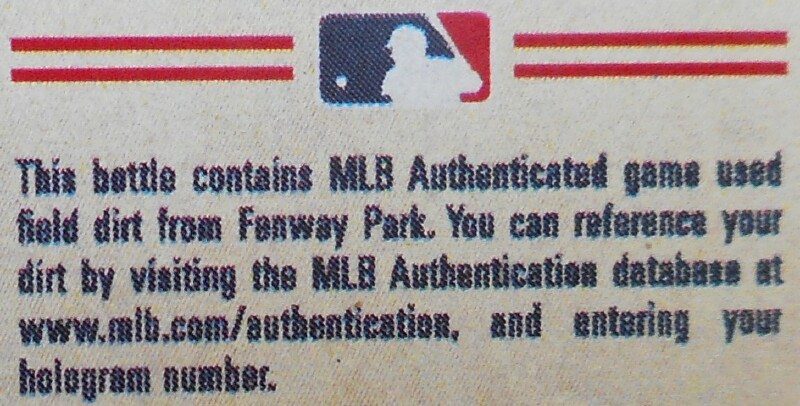 This bottle contains MLB Authenticated game used
field dirt from Fenway Park. You can reference your
dirt by visiting the MLB Authentication database at
www.mlb.com/authentication, and entering your
hologram number.